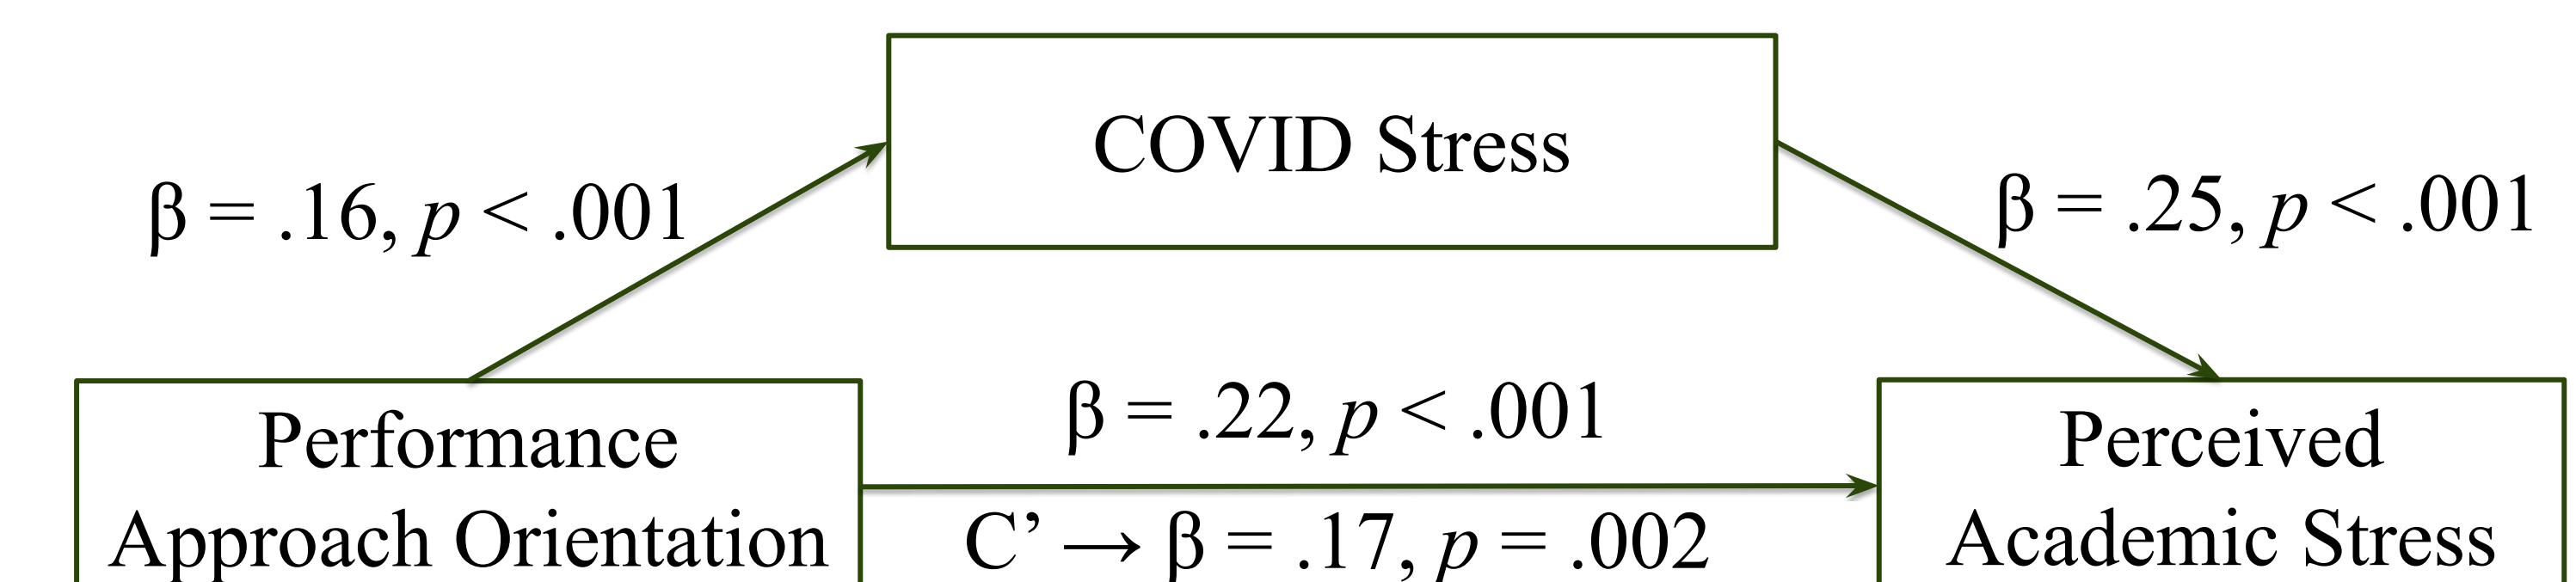 COVID Stress
β = .16, p < .001
β = .25, p < .001
β = .22, p < .001
Performance
Approach Orientation
Perceived
Academic Stress
C’ → β = .17, p = .002